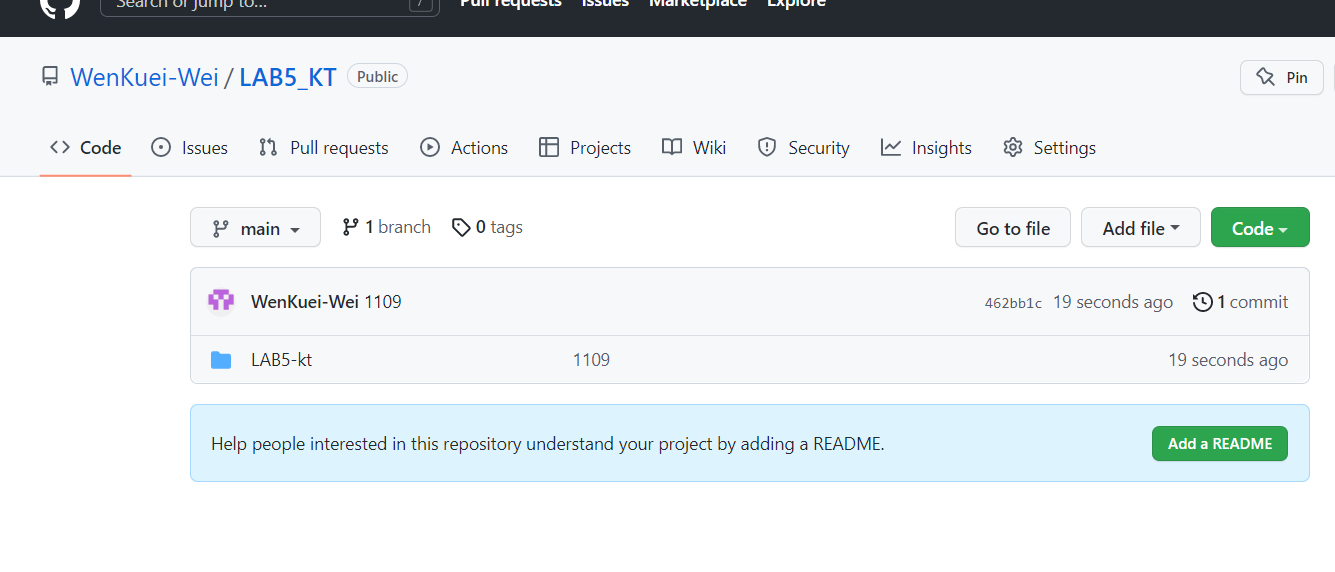 Search or jump to... /
Pull requests Issues Marketplace Explore
WenKuei-Wei / LAB5_KT Public
Pin
Code Issues Pull requests Actions Projects Wiki Security Insights Settings
main 1 branch 0 tags Go to file Add file Code
WenKuei-Wei 1109 462bb1c 19 seconds ago 1 commit
LAB5-kt 1109 19 seconds ago
Help people interested in this repository understand your project by adding a README. Add a README